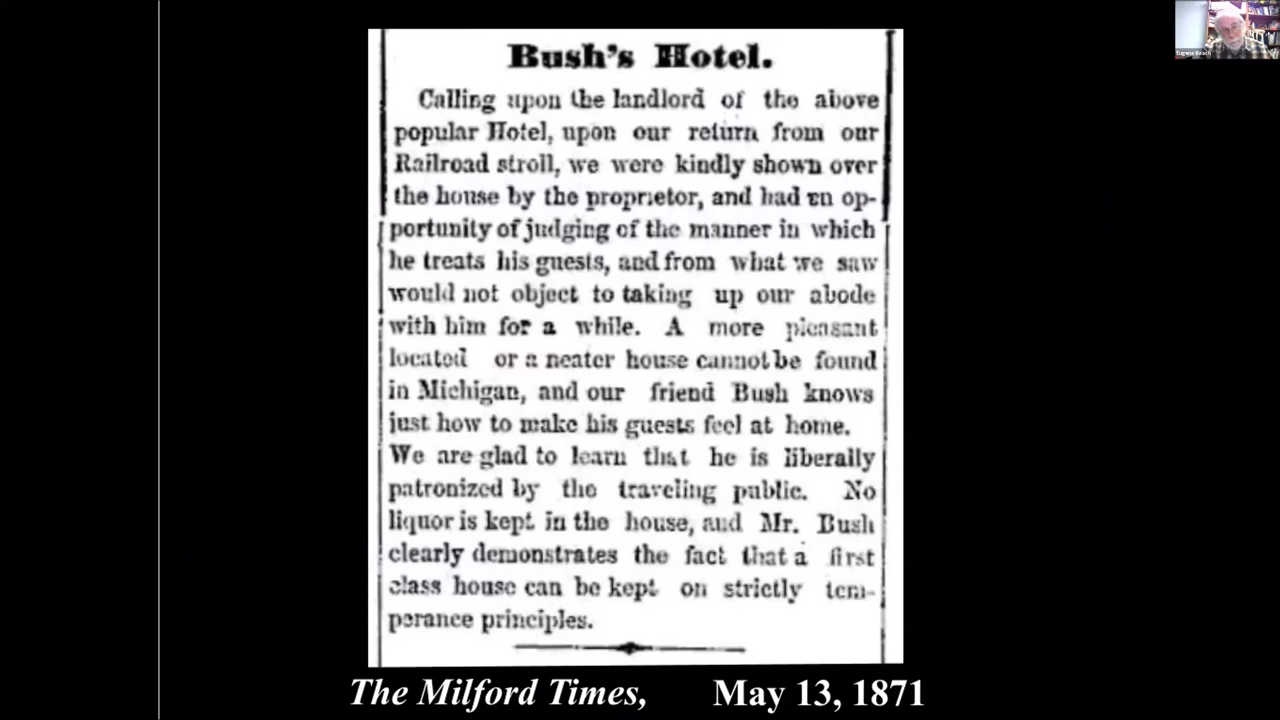 Bush's Hotel.
Calling upon the landlord of the above
popular Hotel, upon our return from our
Railroad stroll, we were kindly shown over
the house by the proprietor, and had an op-
portunity of judging of the manner in which
he treats his guests, and from what we saw
would not object to taking up our abode
with him for a while. A more pleasant
located or a neater house cannot be found
in Michigan, and our friend Bush knows
just how to make his guests feel at home.
We are glad to learn that he is liberally
patronized by the traveling public. No
liquor is kept in the house, and Mr. Bush
clearly demonstrates the fact that a first
class house can be kept on strictly tem-
perance principles.
The Milford Times, May 13, 1871
Eugene Beach